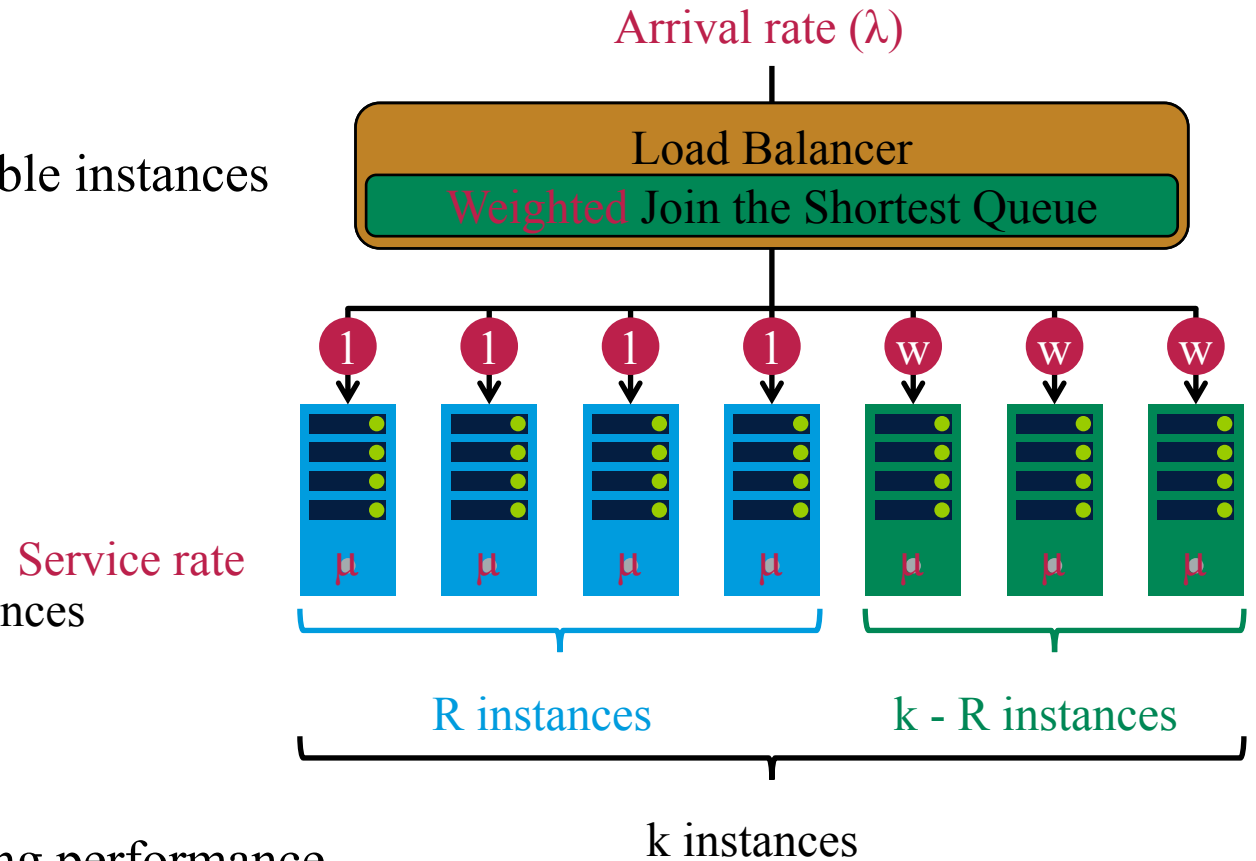 Arrival rate (λ)
Load Balancer
ble instances
Weighted Join the Shortest Queue
1 1 1 1 w w w
Service rate
μ μ μ μ μ μ μ
nces
R instances
k - R instances
k instances
ng performance